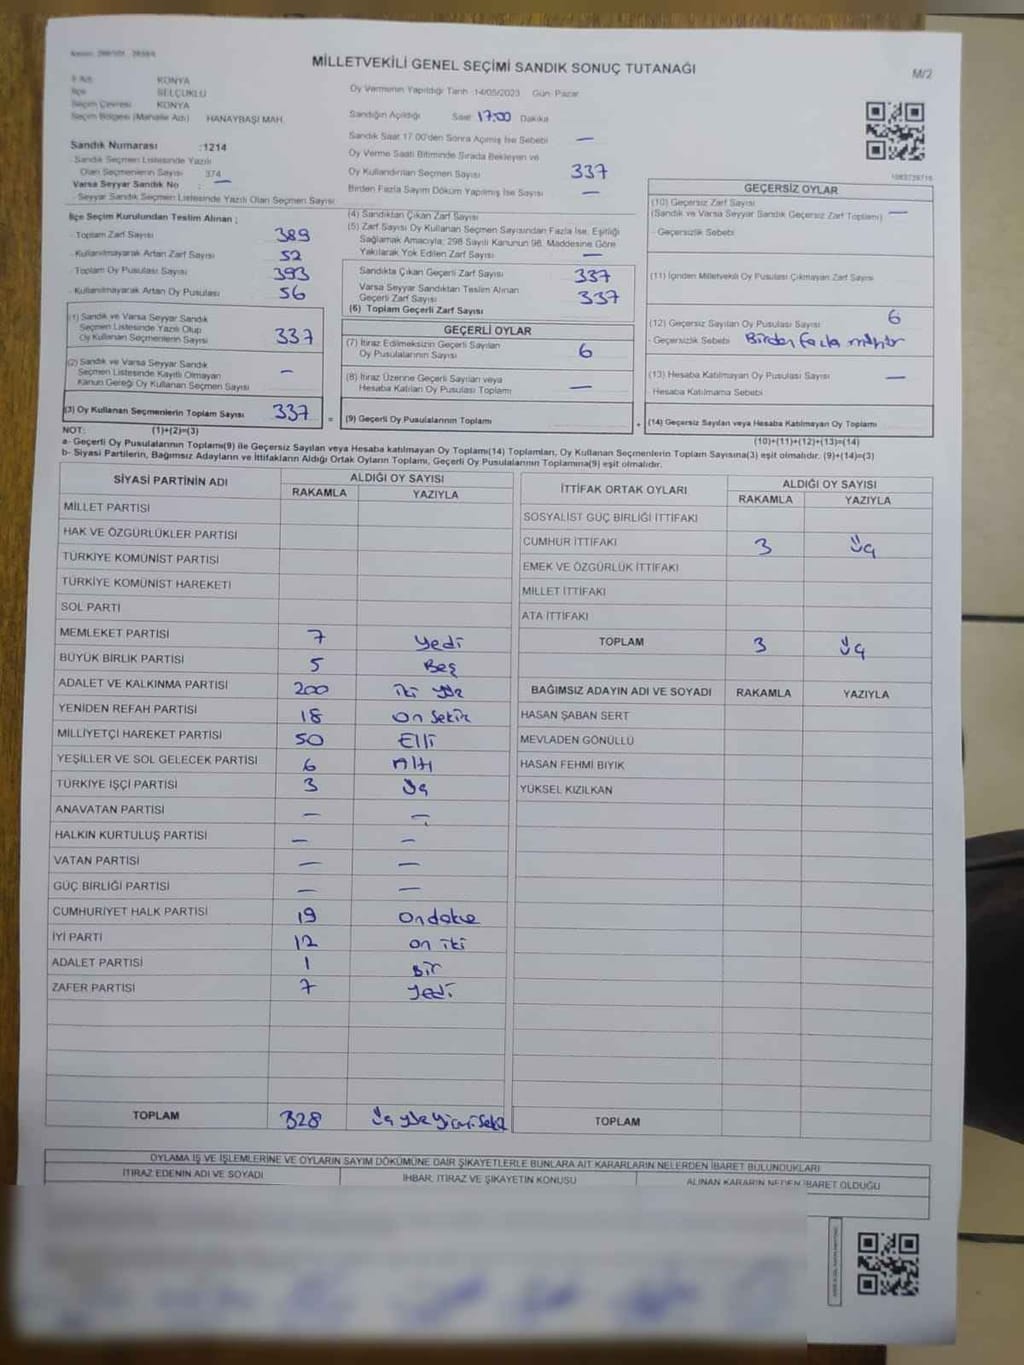 MİLLETVEKİLİ GENEL SEÇİMİ SANDIK SONUÇ TUTANAĞI
M/2
KONYA
İlçe SELÇUKLU
Seçim Çevresi KONYA
Seçim Bölgesi (Mahalle Adı) HANAYBAŞI MAH.
Sandık Numarası :1214
Sandık Seçmen Listesinde Yazılı
Olan Seçmenlerin Sayısı 374
Varsa Seyyar Sandık No : —
Seyyar Sandık Seçmen Listesinde Yazılı Olan Seçmen Sayısı
Oy Vermenin Yapıldığı Tarih :14/05/2023 Gün: Pazar
Sandığın Açıldığı Saat 17:00 Dakika
Sandık Saat 17.00'den Sonra Açılmış İse Sebebi —
Oy Verme Saati Bitiminde Sırada Bekleyen ve
Oy Kullandırılan Seçmen Sayısı 337
Birden Fazla Sayım Döküm Yapılmış İse Sayısı —
İlçe Seçim Kurulundan Teslim Alınan ;
- Toplam Zarf Sayısı 389
- Kullanılmayarak Artan Zarf Sayısı 52
- Toplam Oy Pusulası Sayısı 393
- Kullanılmayarak Artan Oy Pusulası 56
(1) Sandık ve Varsa Seyyar Sandık
Seçmen Listesinde Yazılı Olup
Oy Kullanan Seçmenlerin Sayısı 337
(2) Sandık ve Varsa Seyyar Sandık
Seçmen Listesinde Kayıtlı Olmayan
Kanun Gereği Oy Kullanan Seçmen Sayısı —
(3) Oy Kullanan Seçmenlerin Toplam Sayısı 337
(4) Sandıktan Çıkan Zarf Sayısı
(5) Zarf Sayısı Oy Kullanan Seçmen Sayısından Fazla İse, Eşitliği
Sağlamak Amacıyla; 298 Sayılı Kanunun 98. Maddesine Göre
Yakılarak Yok Edilen Zarf Sayısı —
Sandıkta Çıkan Geçerli Zarf Sayısı 337
Varsa Seyyar Sandıktan Teslim Alınan
Geçerli Zarf Sayısı 337
(6) Toplam Geçerli Zarf Sayısı
GEÇERLİ OYLAR
(7) İtiraz Edilmeksizin Geçerli Sayılan
Oy Pusulalarının Sayısı 6
(8) İtiraz Üzerine Geçerli Sayılan veya
Hesaba Katılan Oy Pusulaları Toplamı —
= (9) Geçerli Oy Pusulalarının Toplamı
GEÇERSİZ OYLAR
(10) Geçersiz Zarf Sayısı
(Sandık ve Varsa Seyyar Sandık Geçersiz Zarf Toplamı) —
- Geçersizlik Sebebi
(11) İçinden Milletvekili Oy Pusulası Çıkmayan Zarf Sayısı
(12) Geçersiz Sayılan Oy Pusulası Sayısı 6
- Geçersizlik Sebebi Birden fazla mühür
(13) Hesaba Katılmayan Oy Pusulası Sayısı —
Hesaba Katılmama Sebebi
+ (14) Geçersiz Sayılan veya Hesaba Katılmayan Oy Toplamı
NOT: (1)+(2)=(3) (10)+(11)+(12)+(13)=(14)
a- Geçerli Oy Pusulalarının Toplamı(9) ile Geçersiz Sayılan veya Hesaba katılmayan Oy Toplamı(14) Toplamları, Oy Kullanan Seçmenlerin Toplam Sayısına(3) eşit olmalıdır. (9)+(14)=(3)
b- Siyasi Partilerin, Bağımsız Adayların ve İttifakların Aldığı Ortak Oyların Toplamı, Geçerli Oy Pusulalarının Toplamına(9) eşit olmalıdır.
SİYASİ PARTİNİN ADI ALDIĞI OY SAYISI
RAKAMLA YAZIYLA
MİLLET PARTİSİ
HAK VE ÖZGÜRLÜKLER PARTİSİ
TÜRKİYE KOMÜNİST PARTİSİ
TÜRKİYE KOMÜNİST HAREKETİ
SOL PARTİ
MEMLEKET PARTİSİ 7 Yedi
BÜYÜK BİRLİK PARTİSİ 5 Beş
ADALET VE KALKINMA PARTİSİ 200 iki yüz
YENİDEN REFAH PARTİSİ 18 On Sekiz
MİLLİYETÇİ HAREKET PARTİSİ 50 Elli
YEŞİLLER VE SOL GELECEK PARTİSİ 6 Altı
TÜRKİYE İŞÇİ PARTİSİ 3 Üç
ANAVATAN PARTİSİ — —
HALKIN KURTULUŞ PARTİSİ — —
VATAN PARTİSİ — —
GÜÇ BİRLİĞİ PARTİSİ — —
CUMHURİYET HALK PARTİSİ 19
İYİ PARTİ 12 on iki
ADALET PARTİSİ 1 Bir
ZAFER PARTİSİ 7 Yedi
TOPLAM 328
İTTİFAK ORTAK OYLARI ALDIĞI OY SAYISI
RAKAMLA YAZIYLA
SOSYALİST GÜÇ BİRLİĞİ İTTİFAKI
CUMHUR İTTİFAKI 3 Üç
EMEK VE ÖZGÜRLÜK İTTİFAKI
MİLLET İTTİFAKI
ATA İTTİFAKI
TOPLAM 3 Üç
BAĞIMSIZ ADAYIN ADI VE SOYADI RAKAMLA YAZIYLA
HASAN ŞABAN SERT
MEVLADEN GÖNÜLLÜ
HASAN FEHMİ BIYIK
YÜKSEL KIZILKAN
TOPLAM
OYLAMA İŞ VE İŞLEMLERİNE VE OYLARIN SAYIM DÖKÜMÜNE DAİR ŞİKAYETLERLE BUNLARA AİT KARARLARIN NELERDEN İBARET BULUNDUKLARI
İTİRAZ EDENİN ADI VE SOYADI
İHBAR, İTİRAZ VE ŞİKAYETİN KONUSU
ALINAN KARARIN NEDEN İBARET OLDUĞU